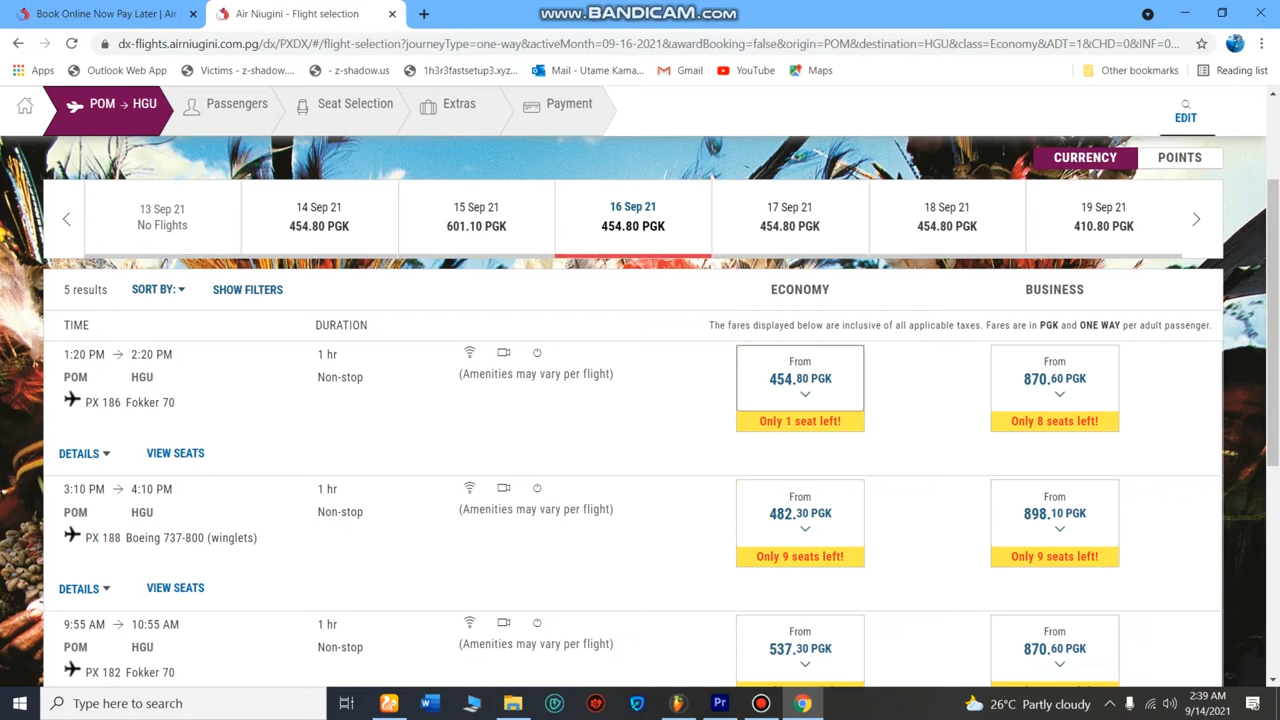 www.BANDICAM.com
Book Online Now Pay Later | Air
Air Niugini - Flight selection
dx-flights.airniugini.com.pg/dx/PXDX/#/flight-selection?journeyType=one-way&activeMonth=09-16-2021&awardBooking=false&origin=POM&destination=HGU&class=Economy&ADT=1&CHD=0&INF=0...
Apps Outlook Web App Victims - z-shadow.... - z-shadow.us 1h3r3fastsetup3.xyz... Mail - Utame Kama... Gmail YouTube Maps Other bookmarks Reading list
POM → HGU Passengers Seat Selection Extras Payment EDIT
CURRENCY POINTS
13 Sep 21 14 Sep 21 15 Sep 21 16 Sep 21 17 Sep 21 18 Sep 21 19 Sep 21
No Flights 454.80 PGK 601.10 PGK 454.80 PGK 454.80 PGK 454.80 PGK 410.80 PGK
5 results SORT BY: SHOW FILTERS ECONOMY BUSINESS
TIME DURATION The fares displayed below are inclusive of all applicable taxes. Fares are in PGK and ONE WAY per adult passenger.
1:20 PM → 2:20 PM 1 hr From From
POM HGU Non-stop (Amenities may vary per flight) 454.80 PGK 870.60 PGK
PX 186 Fokker 70
Only 1 seat left! Only 8 seats left!
DETAILS VIEW SEATS
3:10 PM → 4:10 PM 1 hr From From
POM HGU Non-stop (Amenities may vary per flight) 482.30 PGK 898.10 PGK
PX 188 Boeing 737-800 (winglets)
Only 9 seats left! Only 9 seats left!
DETAILS VIEW SEATS
9:55 AM → 10:55 AM 1 hr From From
POM HGU Non-stop (Amenities may vary per flight) 537.30 PGK 870.60 PGK
PX 182 Fokker 70
Type here to search 26°C Partly cloudy 2:39 AM
9/14/2021